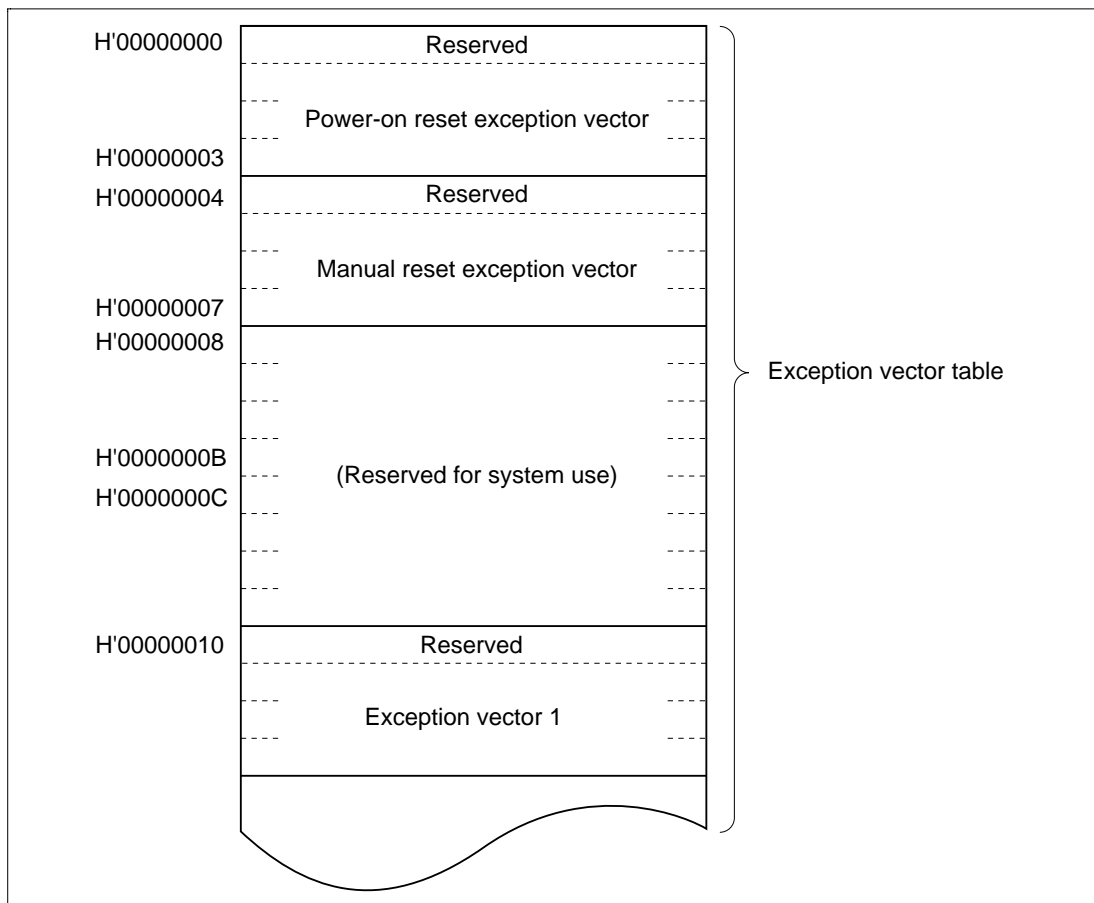 H'00000000
Reserved
Power-on reset exception vector
H'00000003
H'00000004
Reserved
Manual reset exception vector
H'00000007
H'00000008
Exception vector table
H'0000000B
(Reserved for system use)
H'0000000C
H'00000010
Reserved
Exception vector 1